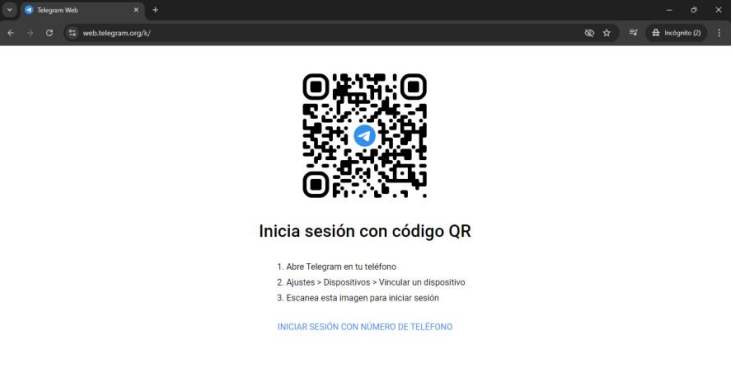 Telegram Web
web.telegram.org/k/
Incógnito (2)
Inicia sesión con código QR
1. Abre Telegram en tu teléfono
2. Ajustes > Dispositivos > Vincular un dispositivo
3. Escanea esta imagen para iniciar sesión
INICIAR SESIÓN CON NÚMERO DE TELÉFONO